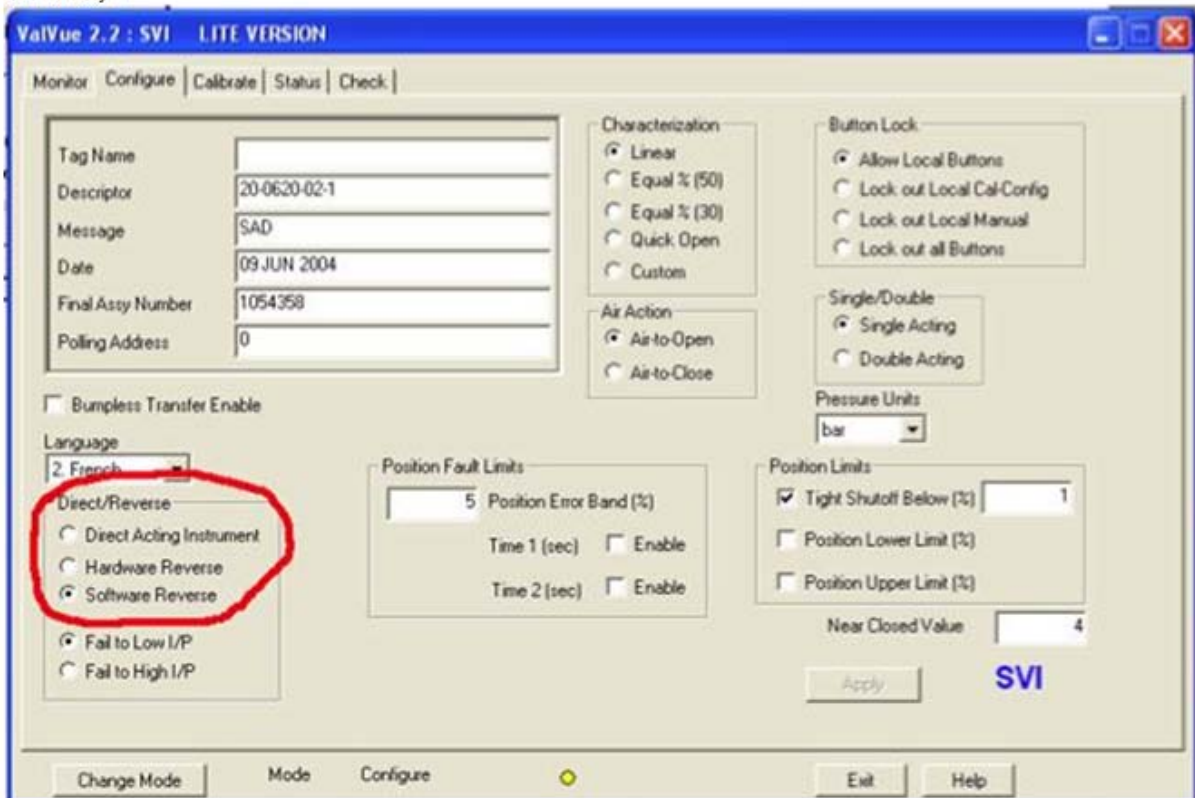 ValVue 2.2 : SVI LITE VERSION
Monitor Configure Calibrate Status Check
Tag Name
Descriptor 20-0620-02-1
Message SAD
Date 09 JUN 2004
Final Assy Number 1054358
Polling Address 0
Characterization
Linear
Equal % (50)
Equal % (30)
Quick Open
Custom
Button Lock
Allow Local Buttons
Lock out Local Cal-Config
Lock out Local Manual
Lock out all Buttons
Air Action
Air-to-Open
Air-to-Close
Single/Double
Single Acting
Double Acting
Pressure Units
bar
Bumpless Transfer Enable
Language
2. French
Direct/Reverse
Direct Acting Instrument
Hardware Reverse
Software Reverse
Fail to Low I/P
Fail to High I/P
Position Fault Limits
5 Position Error Band (%)
Time 1 (sec) Enable
Time 2 (sec) Enable
Position Limits
Tight Shutoff Below (%) 1
Position Lower Limit (%)
Position Upper Limit (%)
Near Closed Value 4
Apply SVI
Change Mode Mode Configure Exit Help